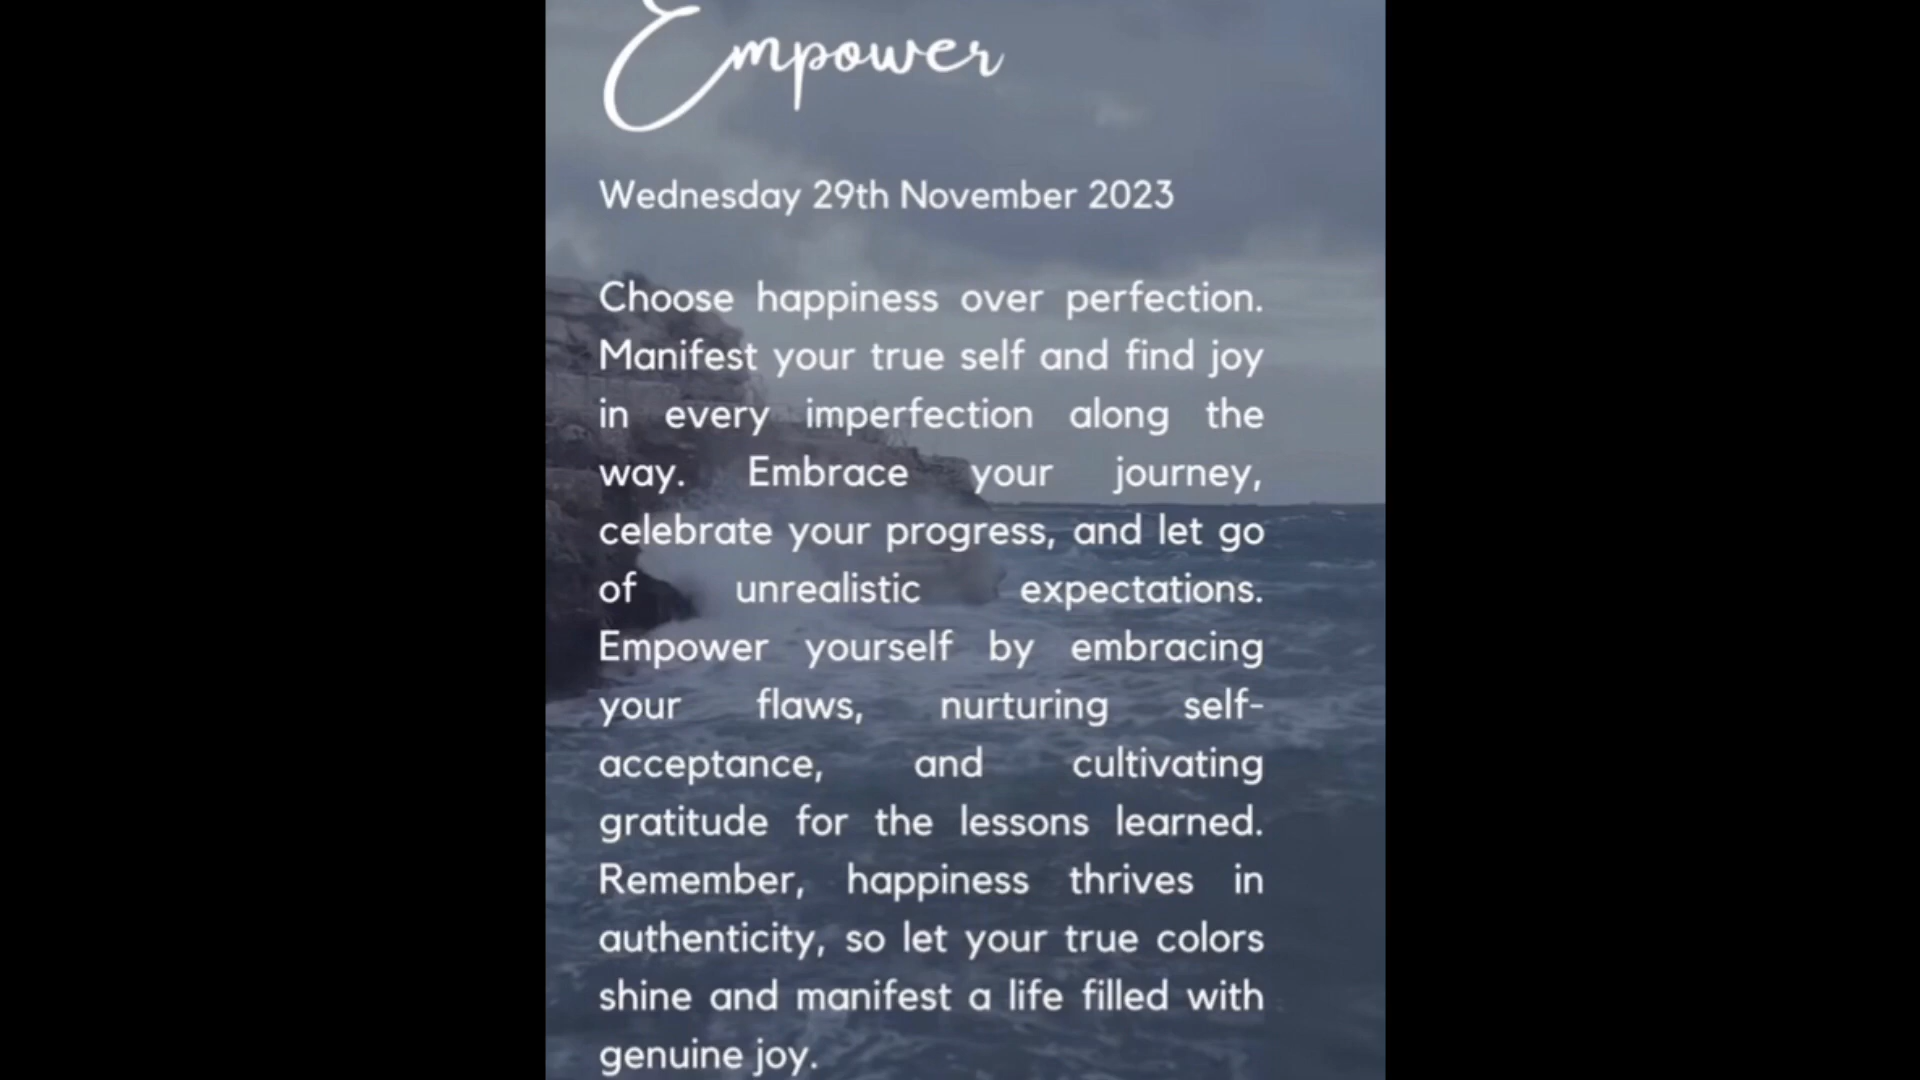 Empower
Wednesday 29th November 2023
Choose happiness over perfection.
Manifest your true self and find joy
in every imperfection along the
way. Embrace your journey,
celebrate your progress, and let go
of unrealistic expectations.
Empower yourself by embracing
your flaws, nurturing self-
acceptance, and cultivating
gratitude for the lessons learned.
Remember, happiness thrives in
authenticity, so let your true colors
shine and manifest a life filled with
genuine joy.